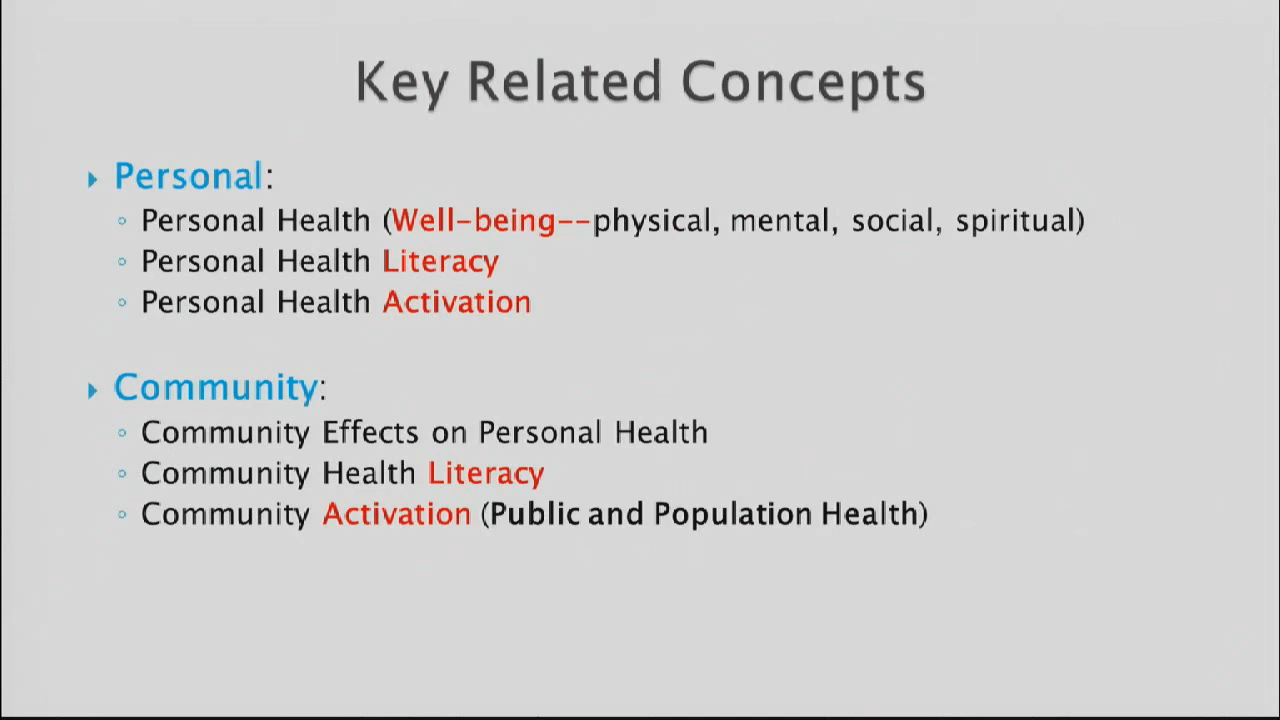 Key Related Concepts
Personal:
Personal Health (Well-being--physical, mental, social, spiritual)
Personal Health Literacy
Personal Health Activation
Community:
Community Effects on Personal Health
Community Health Literacy
Community Activation (Public and Population Health)